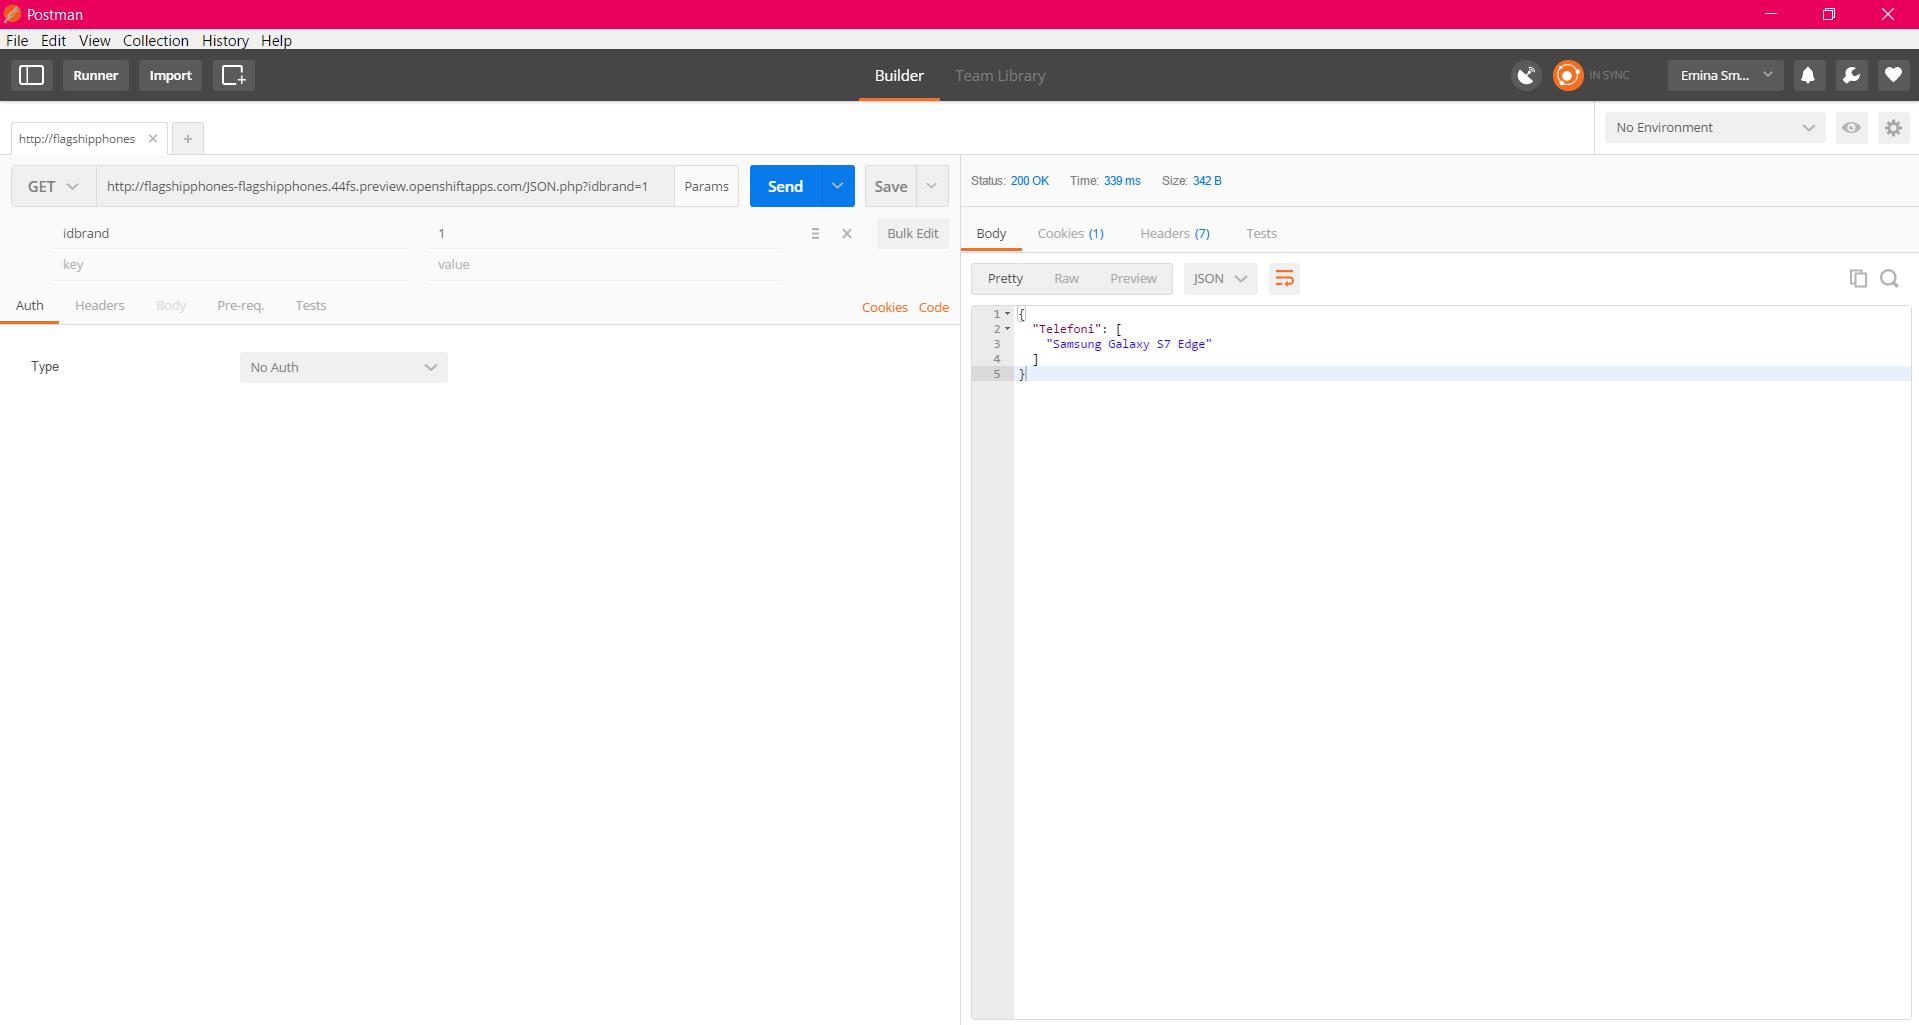 Postman
File Edit View Collection History Help
Runner Import Builder Team Library IN SYNC Emina Sm...
http://flagshipphones No Environment
GET http://flagshipphones-flagshipphones.44fs.preview.openshiftapps.com/JSON.php?idbrand=1 Params Send Save
idbrand 1 Bulk Edit
key value
Auth Headers Body Pre-req. Tests Cookies Code
Type No Auth
Status: 200 OK Time: 339 ms Size: 342 B
Body Cookies (1) Headers (7) Tests
Pretty Raw Preview JSON
1 {
2 "Telefoni": [
3 "Samsung Galaxy S7 Edge"
4 ]
5 }